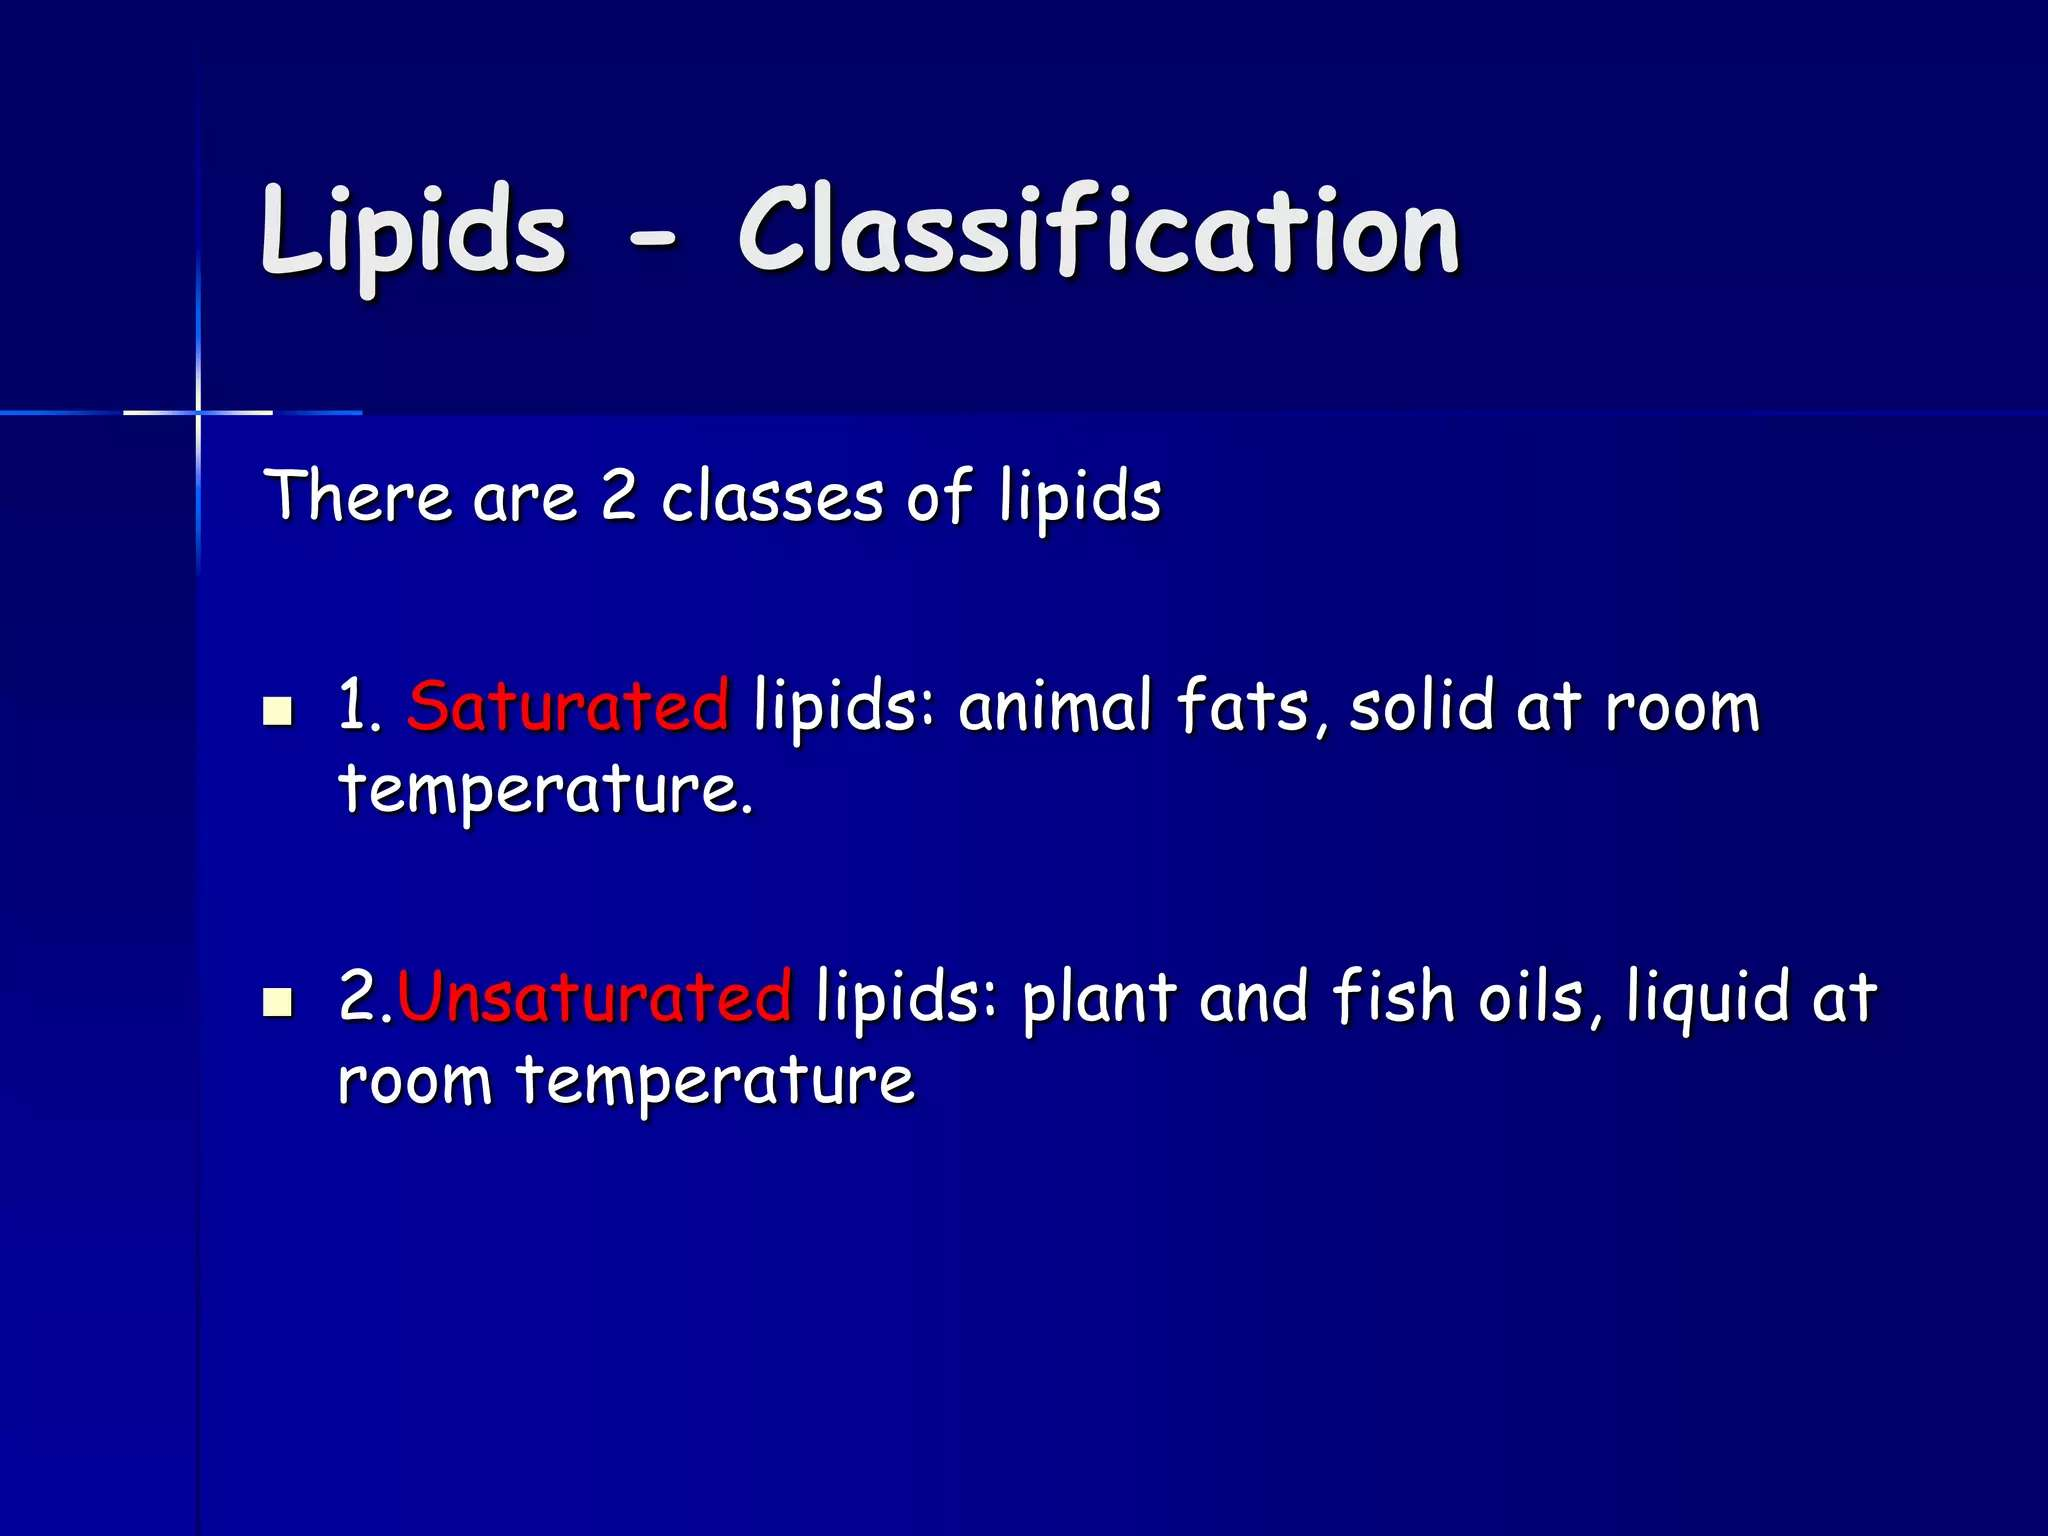 Lipids - Classification
There are 2 classes of lipids
1. Saturated lipids: animal fats, solid at room
temperature.
2.Unsaturated lipids: plant and fish oils, liquid at
room temperature